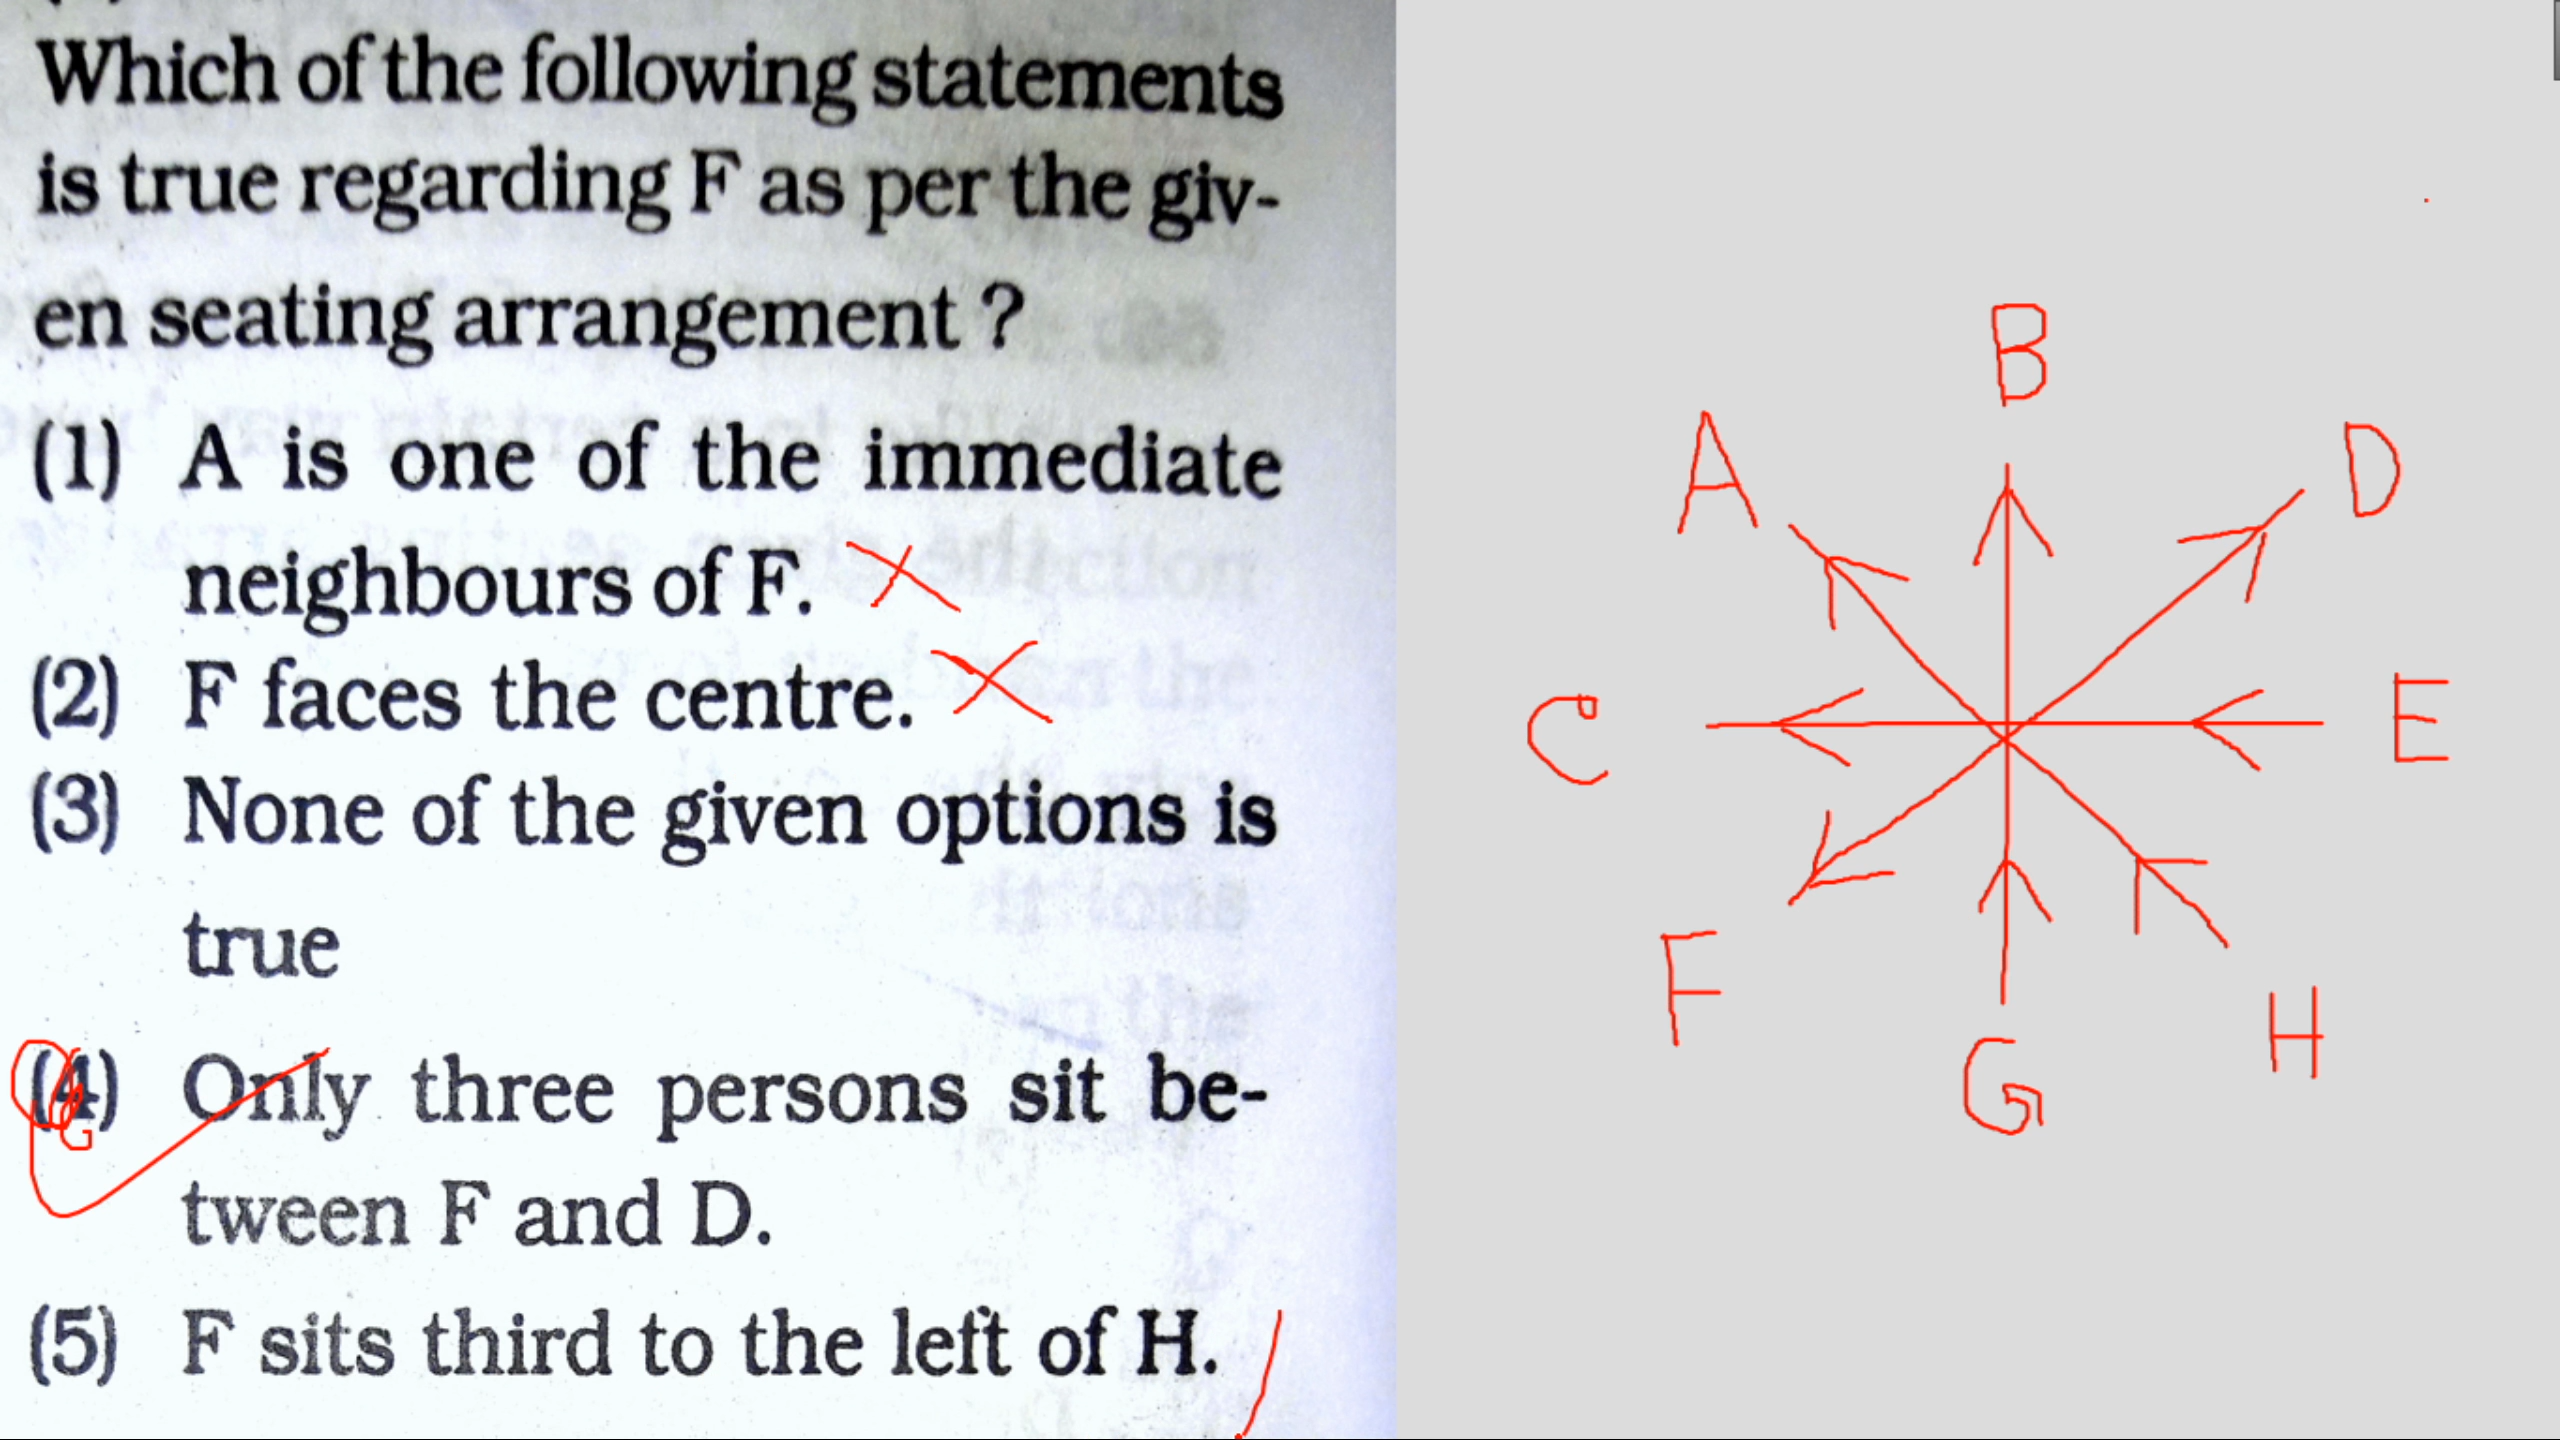 Which of the following statements
is true regarding F as per the giv-
en seating arrangement ?
(1) A is one of the immediate
neighbours of F.
(2) F faces the centre.
(3) None of the given options is
true
(4) Only three persons sit be-
tween F and D.
(5) F sits third to the left of H.
B
A
D
C
E
F
H
G